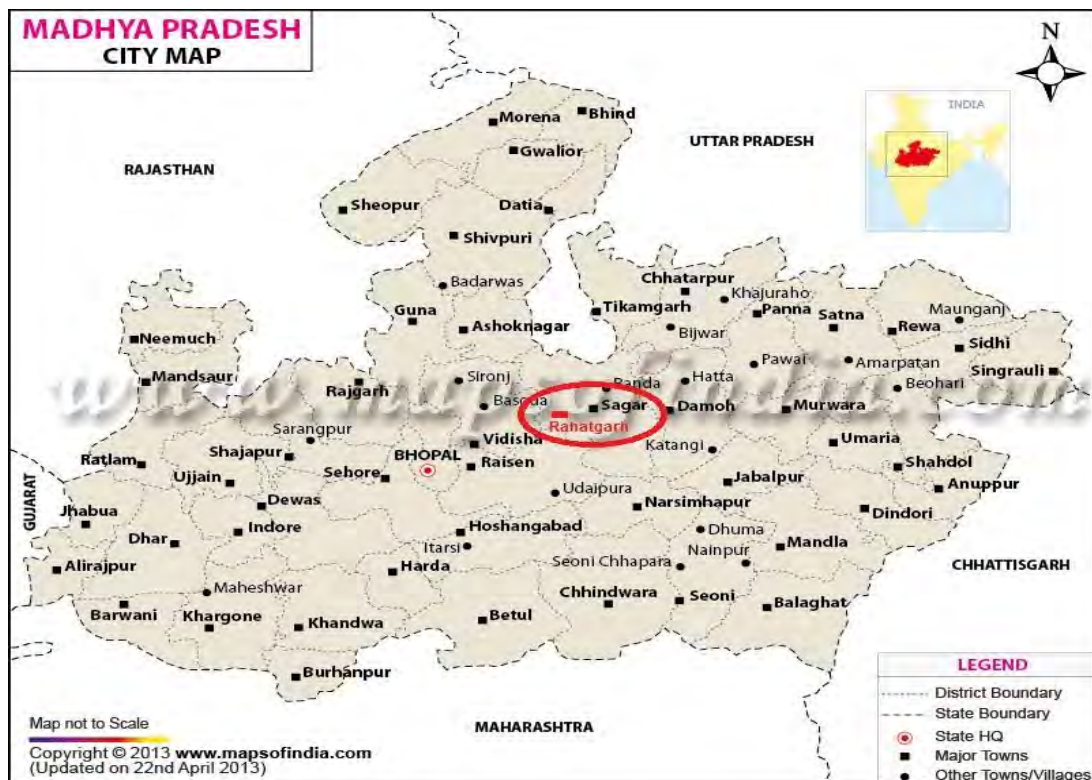 MADHYA PRADESH
CITY MAP
N
INDIA
UTTAR PRADESH
RAJASTHAN
Morena
Bhind
Gwalior
Sheopur
Datia
Shivpuri
Badarwas
Chhatarpur
Khajuraho
Guna
Ashoknagar
Tikamgarh
Panna
Satna
Maunganj
Bijwar
Rewa
Neemuch
Sidhi
Mandsaur
Rajgarh
Sironj
Pawai
Amarpatan
Singrauli
Hatta
Banda
Beohari
Basoda
Sagar
Damoh
Murwara
Rahatgarh
www.mapsofindia.com
Sarangpur
Vidisha
Katangi
Umaria
Shajapur
BHOPAL
Ratlam
Raisen
Shahdol
Ujjain
Sehore
Jabalpur
Anuppur
GUJARAT
Dewas
Udaipura
Narsimhapur
Jhabua
Dindori
Indore
Hoshangabad
Dhuma
Dhar
Itarsi
Nainpur
Mandla
Alirajpur
Harda
Seoni Chhapara
CHHATTISGARH
Maheshwar
Chhindwara
Seoni
Balaghat
Barwani
Khargone
Khandwa
Betul
Burhanpur
MAHARASHTRA
LEGEND
District Boundary
State Boundary
State HQ
Major Towns
Other Towns/Villages
Map not to Scale
Copyright © 2013 www.mapsofindia.com
(Updated on 22nd April 2013)